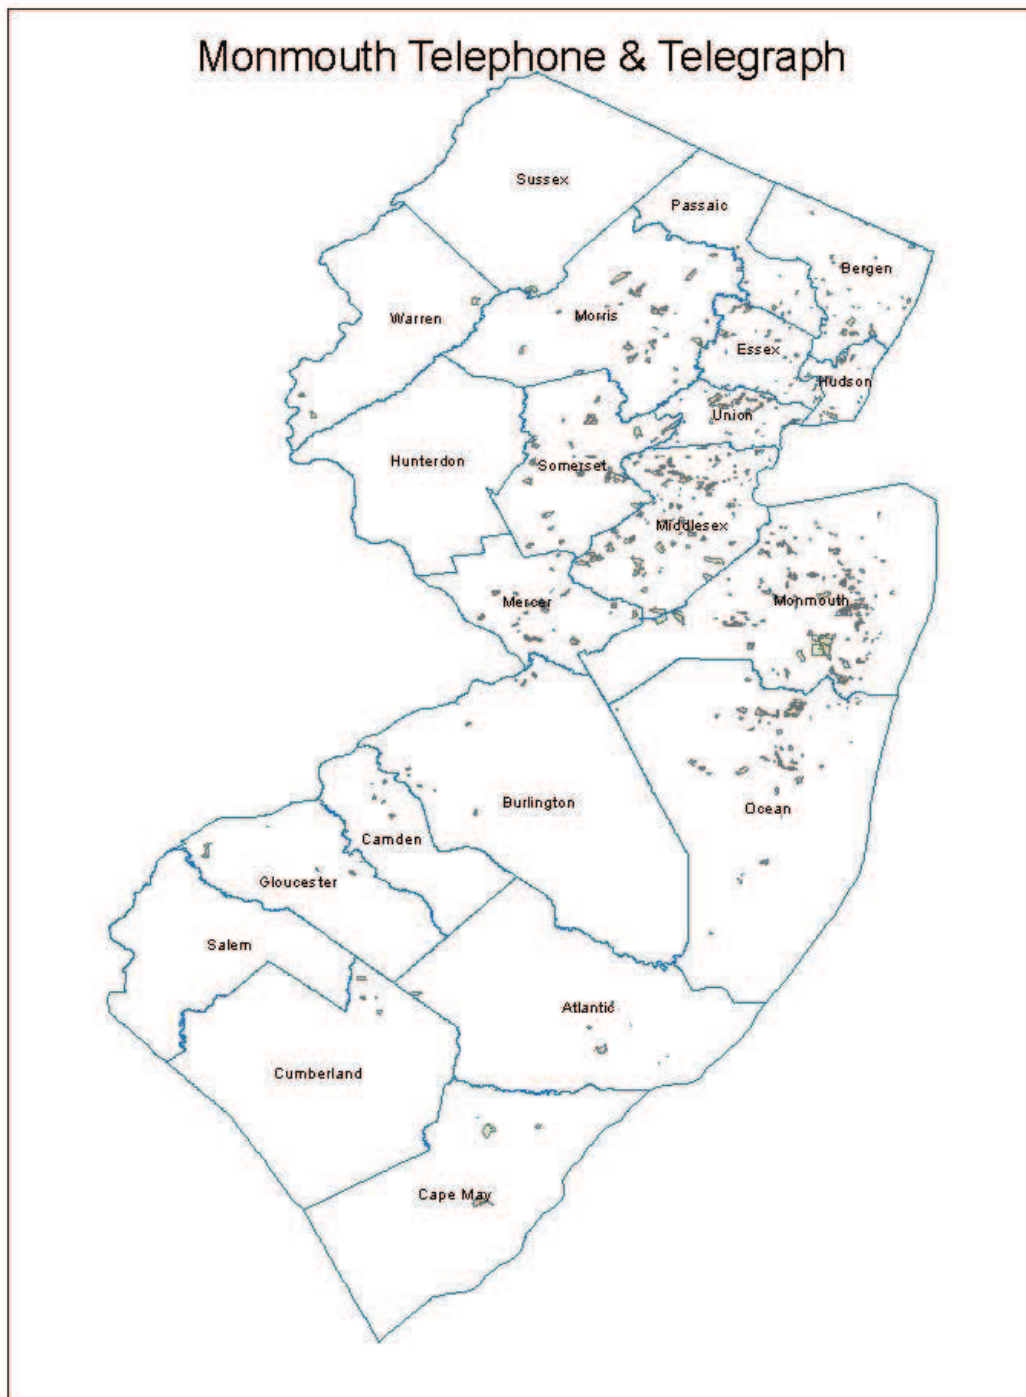 Monmouth Telephone & Telegraph
Sussex
Passaic
Bergen
Warren
Morris
Essex
Hudson
Union
Hunterdon
Somerset
Middlesex
Mercer
Monmouth
Burlington
Ocean
Camden
Gloucester
Salem
Atlantic
Cumberland
Cape May